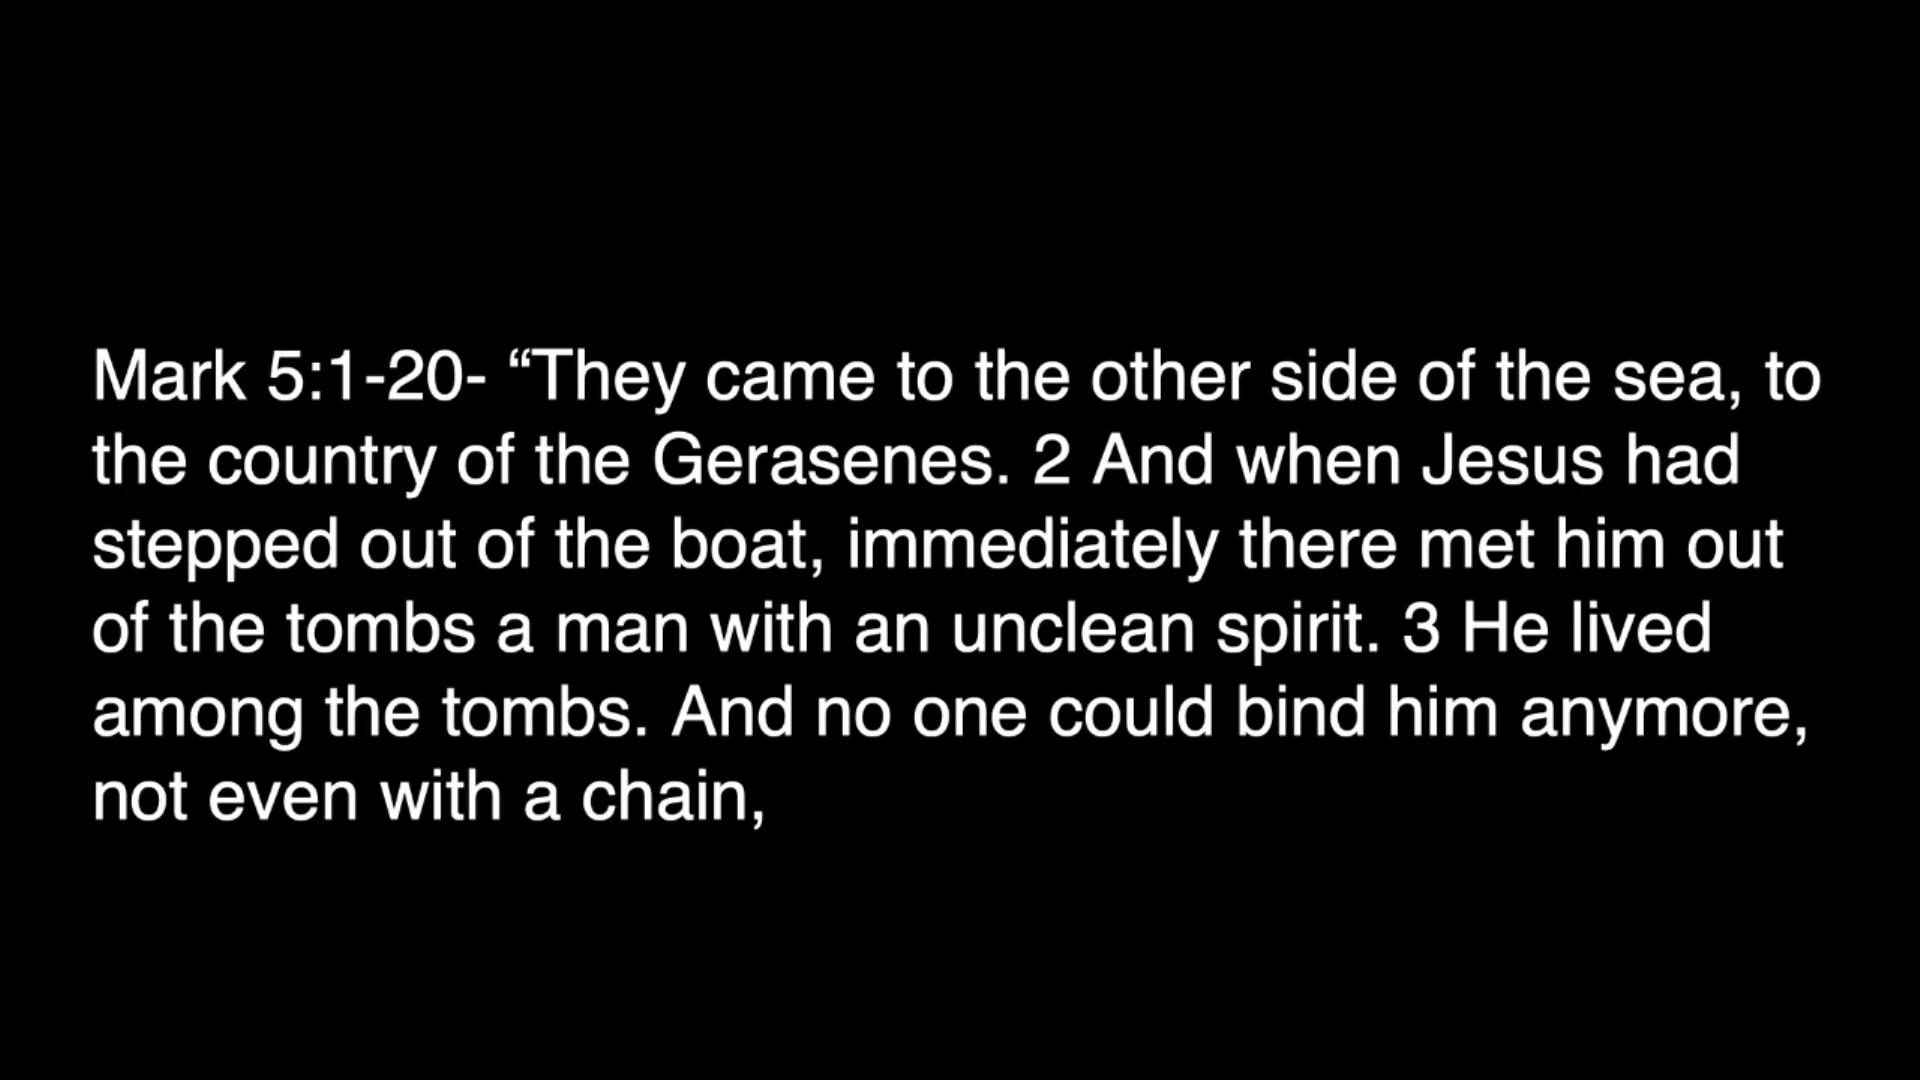 Mark 5:1-20- “They came to the other side of the sea, to
the country of the Gerasenes. 2 And when Jesus had
stepped out of the boat, immediately there met him out
of the tombs a man with an unclean spirit. 3 He lived
among the tombs. And no one could bind him anymore,
not even with a chain,